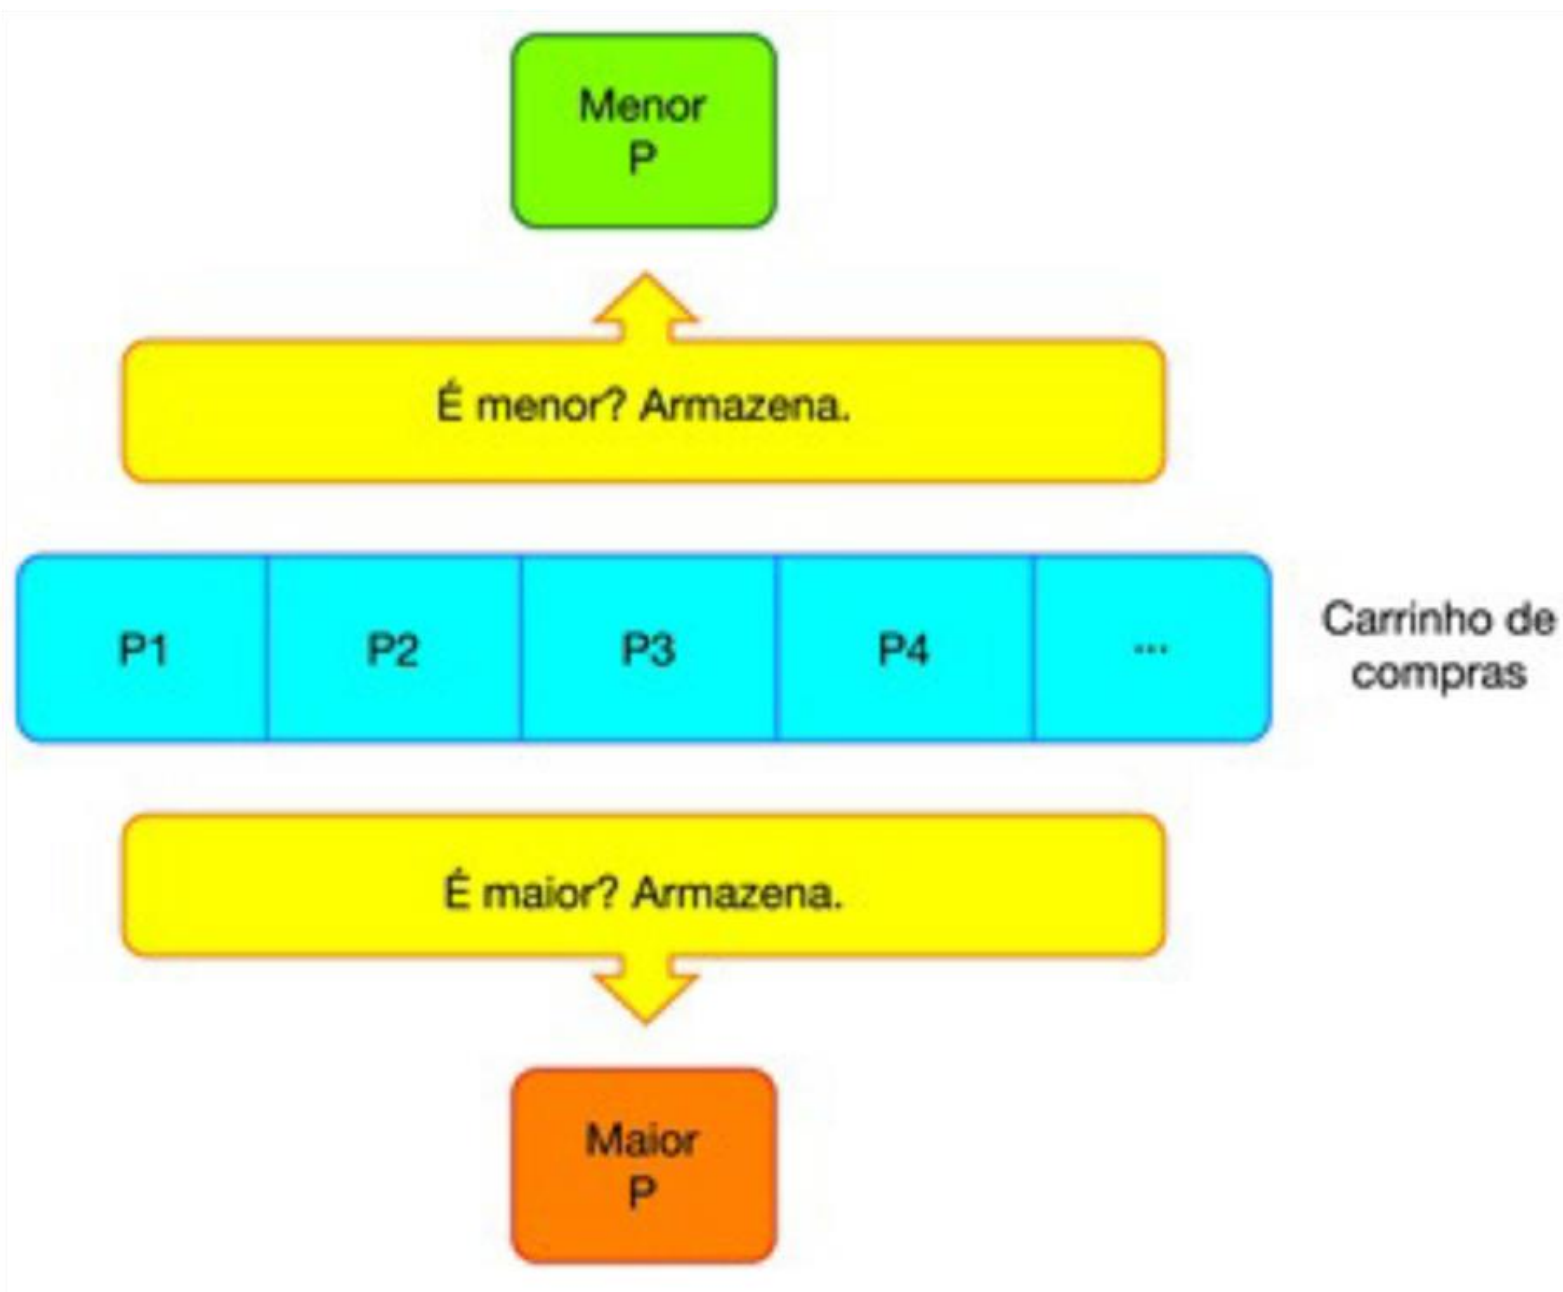 Menor
P
É menor? Armazena.
P1 P2 P3 P4 ...
Carrinho de
compras
É maior? Armazena.
Maior
P